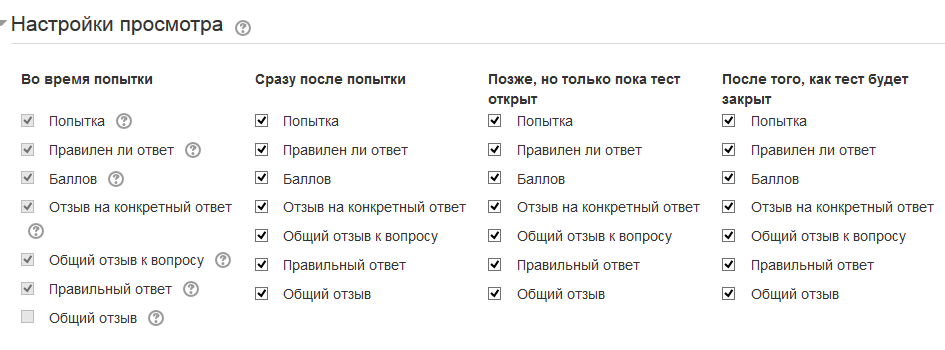 Настройки просмотра
Во время попытки
Попытка
Правилен ли ответ
Баллов
Отзыв на конкретный ответ
Общий отзыв к вопросу
Правильный ответ
Общий отзыв
Сразу после попытки
Попытка
Правилен ли ответ
Баллов
Отзыв на конкретный ответ
Общий отзыв к вопросу
Правильный ответ
Общий отзыв
Позже, но только пока тест
открыт
Попытка
Правилен ли ответ
Баллов
Отзыв на конкретный ответ
Общий отзыв к вопросу
Правильный ответ
Общий отзыв
После того, как тест будет
закрыт
Попытка
Правилен ли ответ
Баллов
Отзыв на конкретный ответ
Общий отзыв к вопросу
Правильный ответ
Общий отзыв